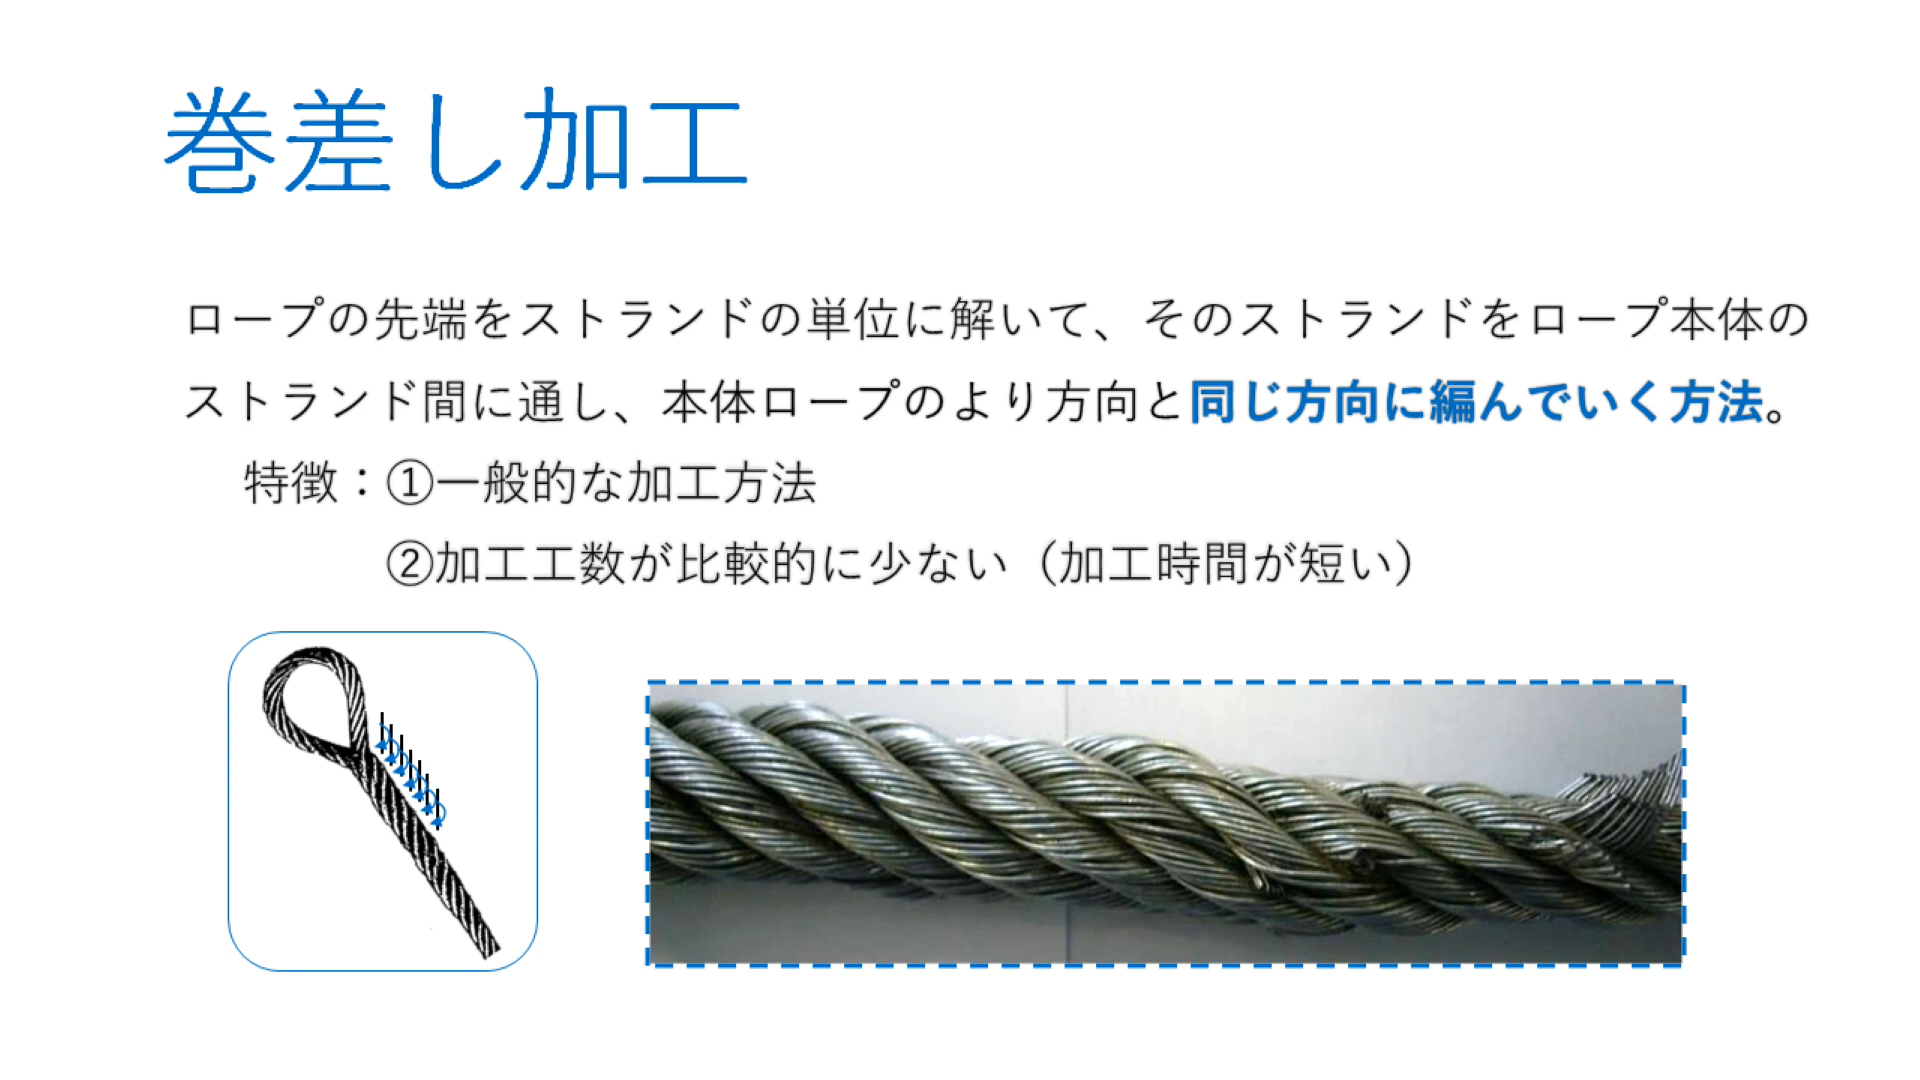 巻差し加工
ロープの先端をストランドの単位に解いて、そのストランドをロープ本体の
ストランド間に通し、本体ロープのより方向と同じ方向に編んでいく方法。
特徴：①一般的な加工方法
②加工工数が比較的に少ない（加工時間が短い）